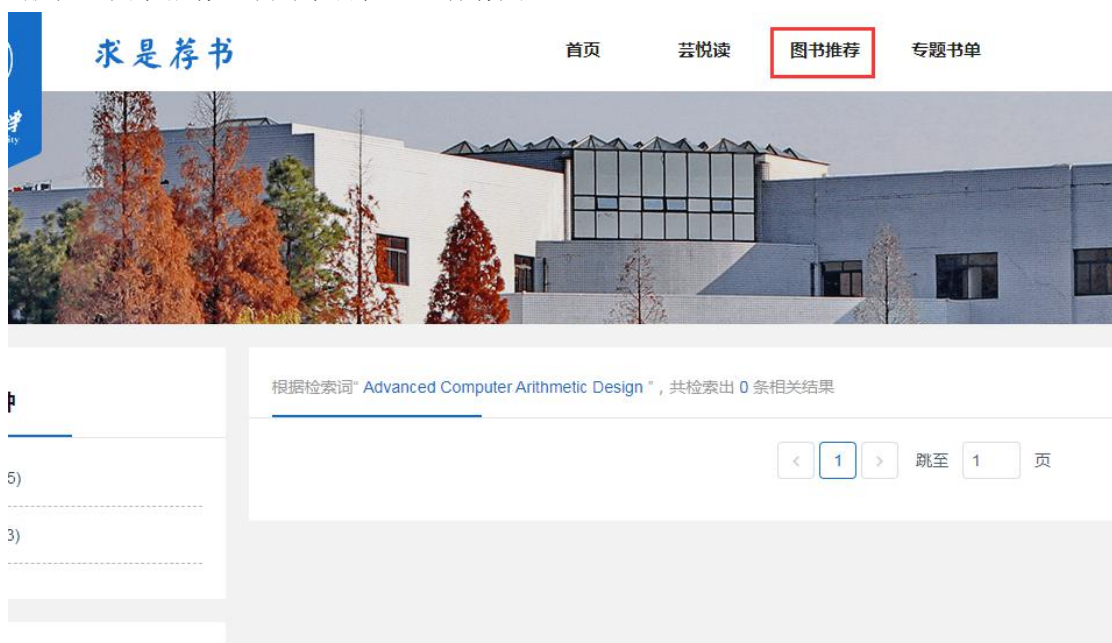 求是荐书
首页 芸悦读 图书推荐 专题书单
根据检索词“ Advanced Computer Arithmetic Design ”，共检索出 0 条相关结果
5)
3)
< 1 > 跳至 1 页